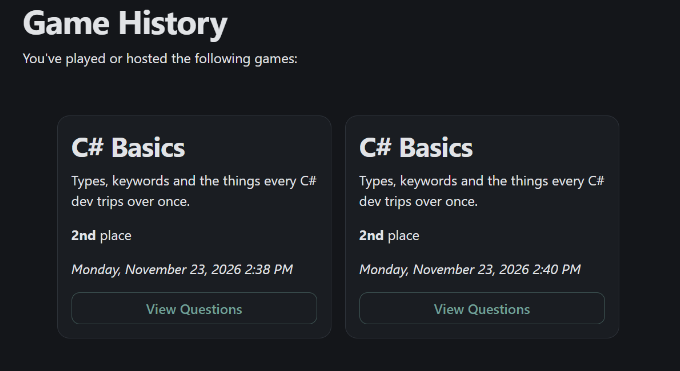 Game History
You've played or hosted the following games:
C# Basics
Types, keywords and the things every C#
dev trips over once.
2nd place
Monday, November 23, 2026 2:38 PM
View Questions
C# Basics
Types, keywords and the things every C#
dev trips over once.
2nd place
Monday, November 23, 2026 2:40 PM
View Questions